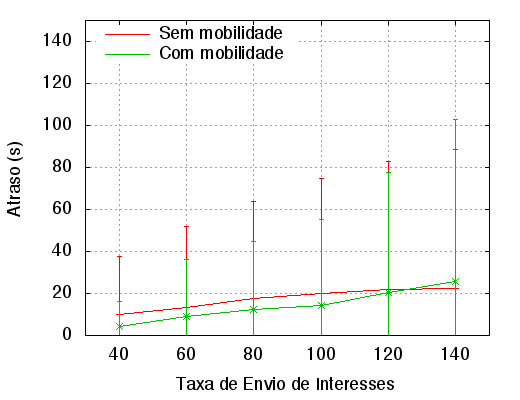 Sem mobilidade
Com mobilidade
140
120
100
80
60
40
20
0
Atraso (s)
40 60 80 100 120 140
Taxa de Envio de Interesses